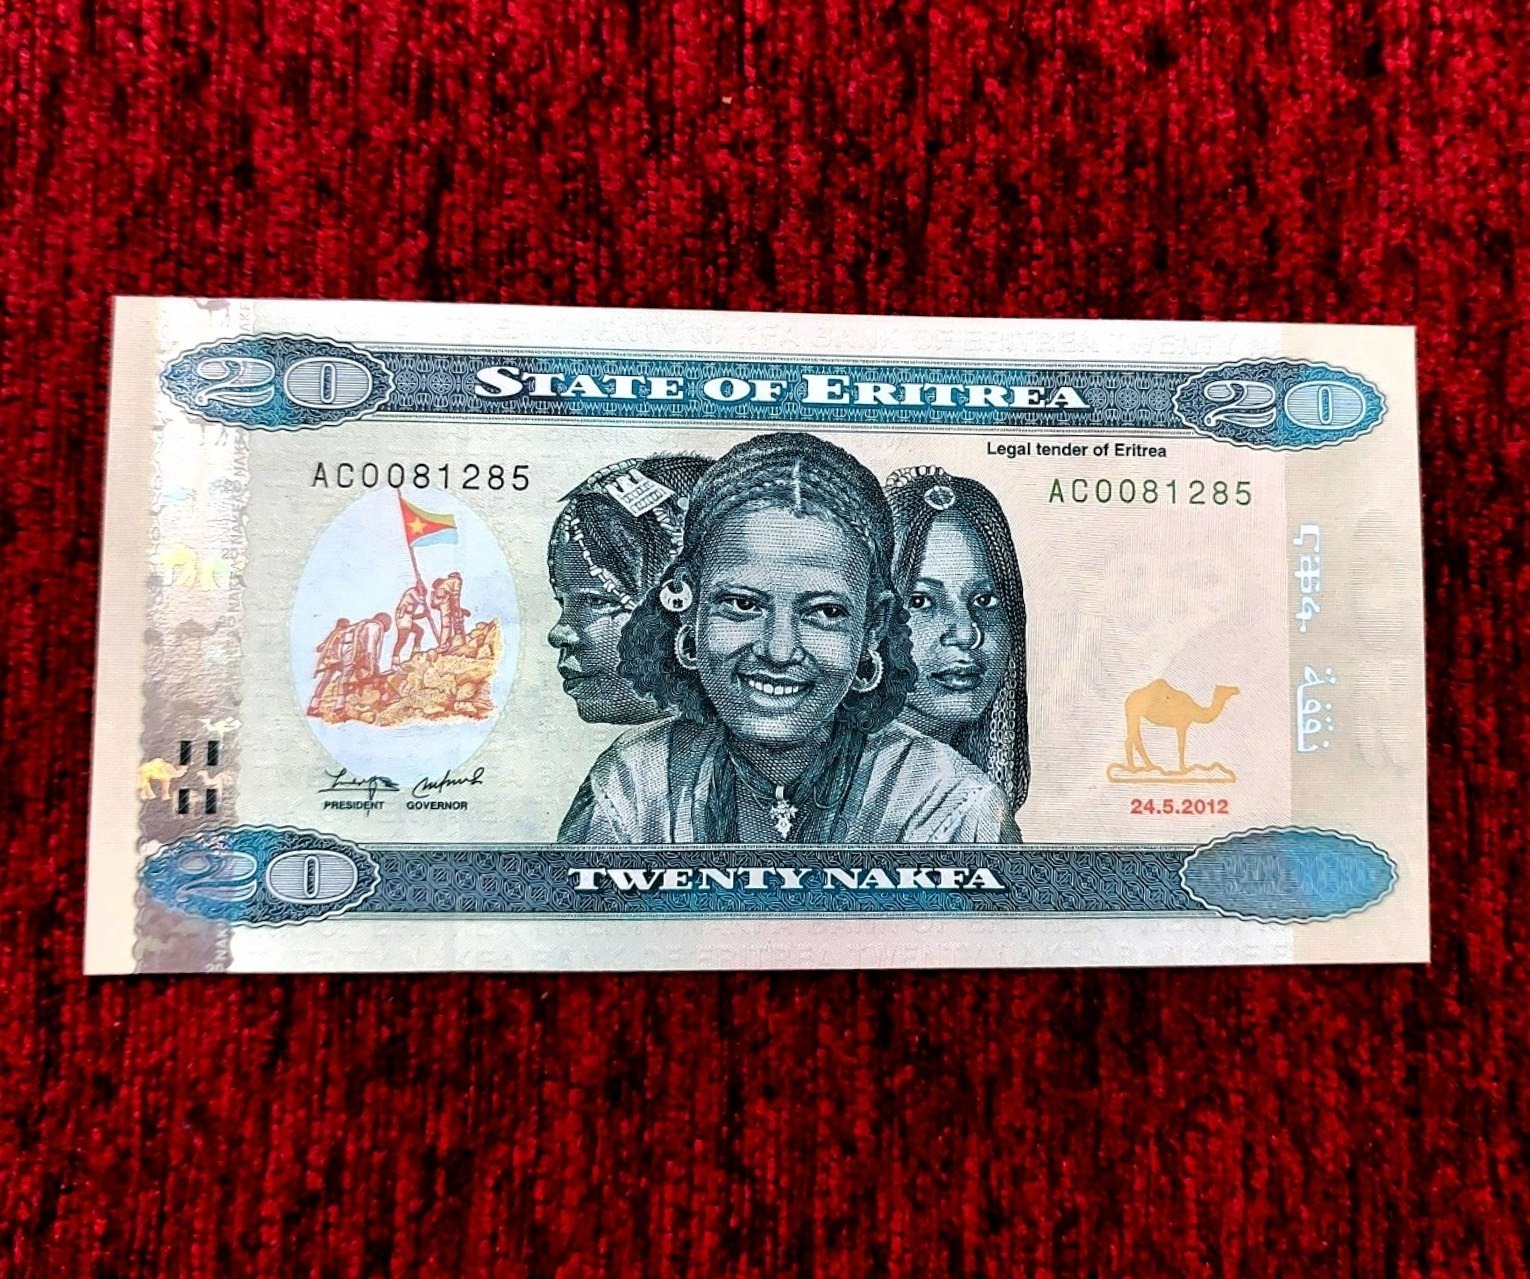 20 STATE OF ERITREA 20
Legal tender of Eritrea
AC0081285
AC0081285
ናቕፋ
نقفة
PRESIDENT GOVERNOR
24.5.2012
20 TWENTY NAKFA